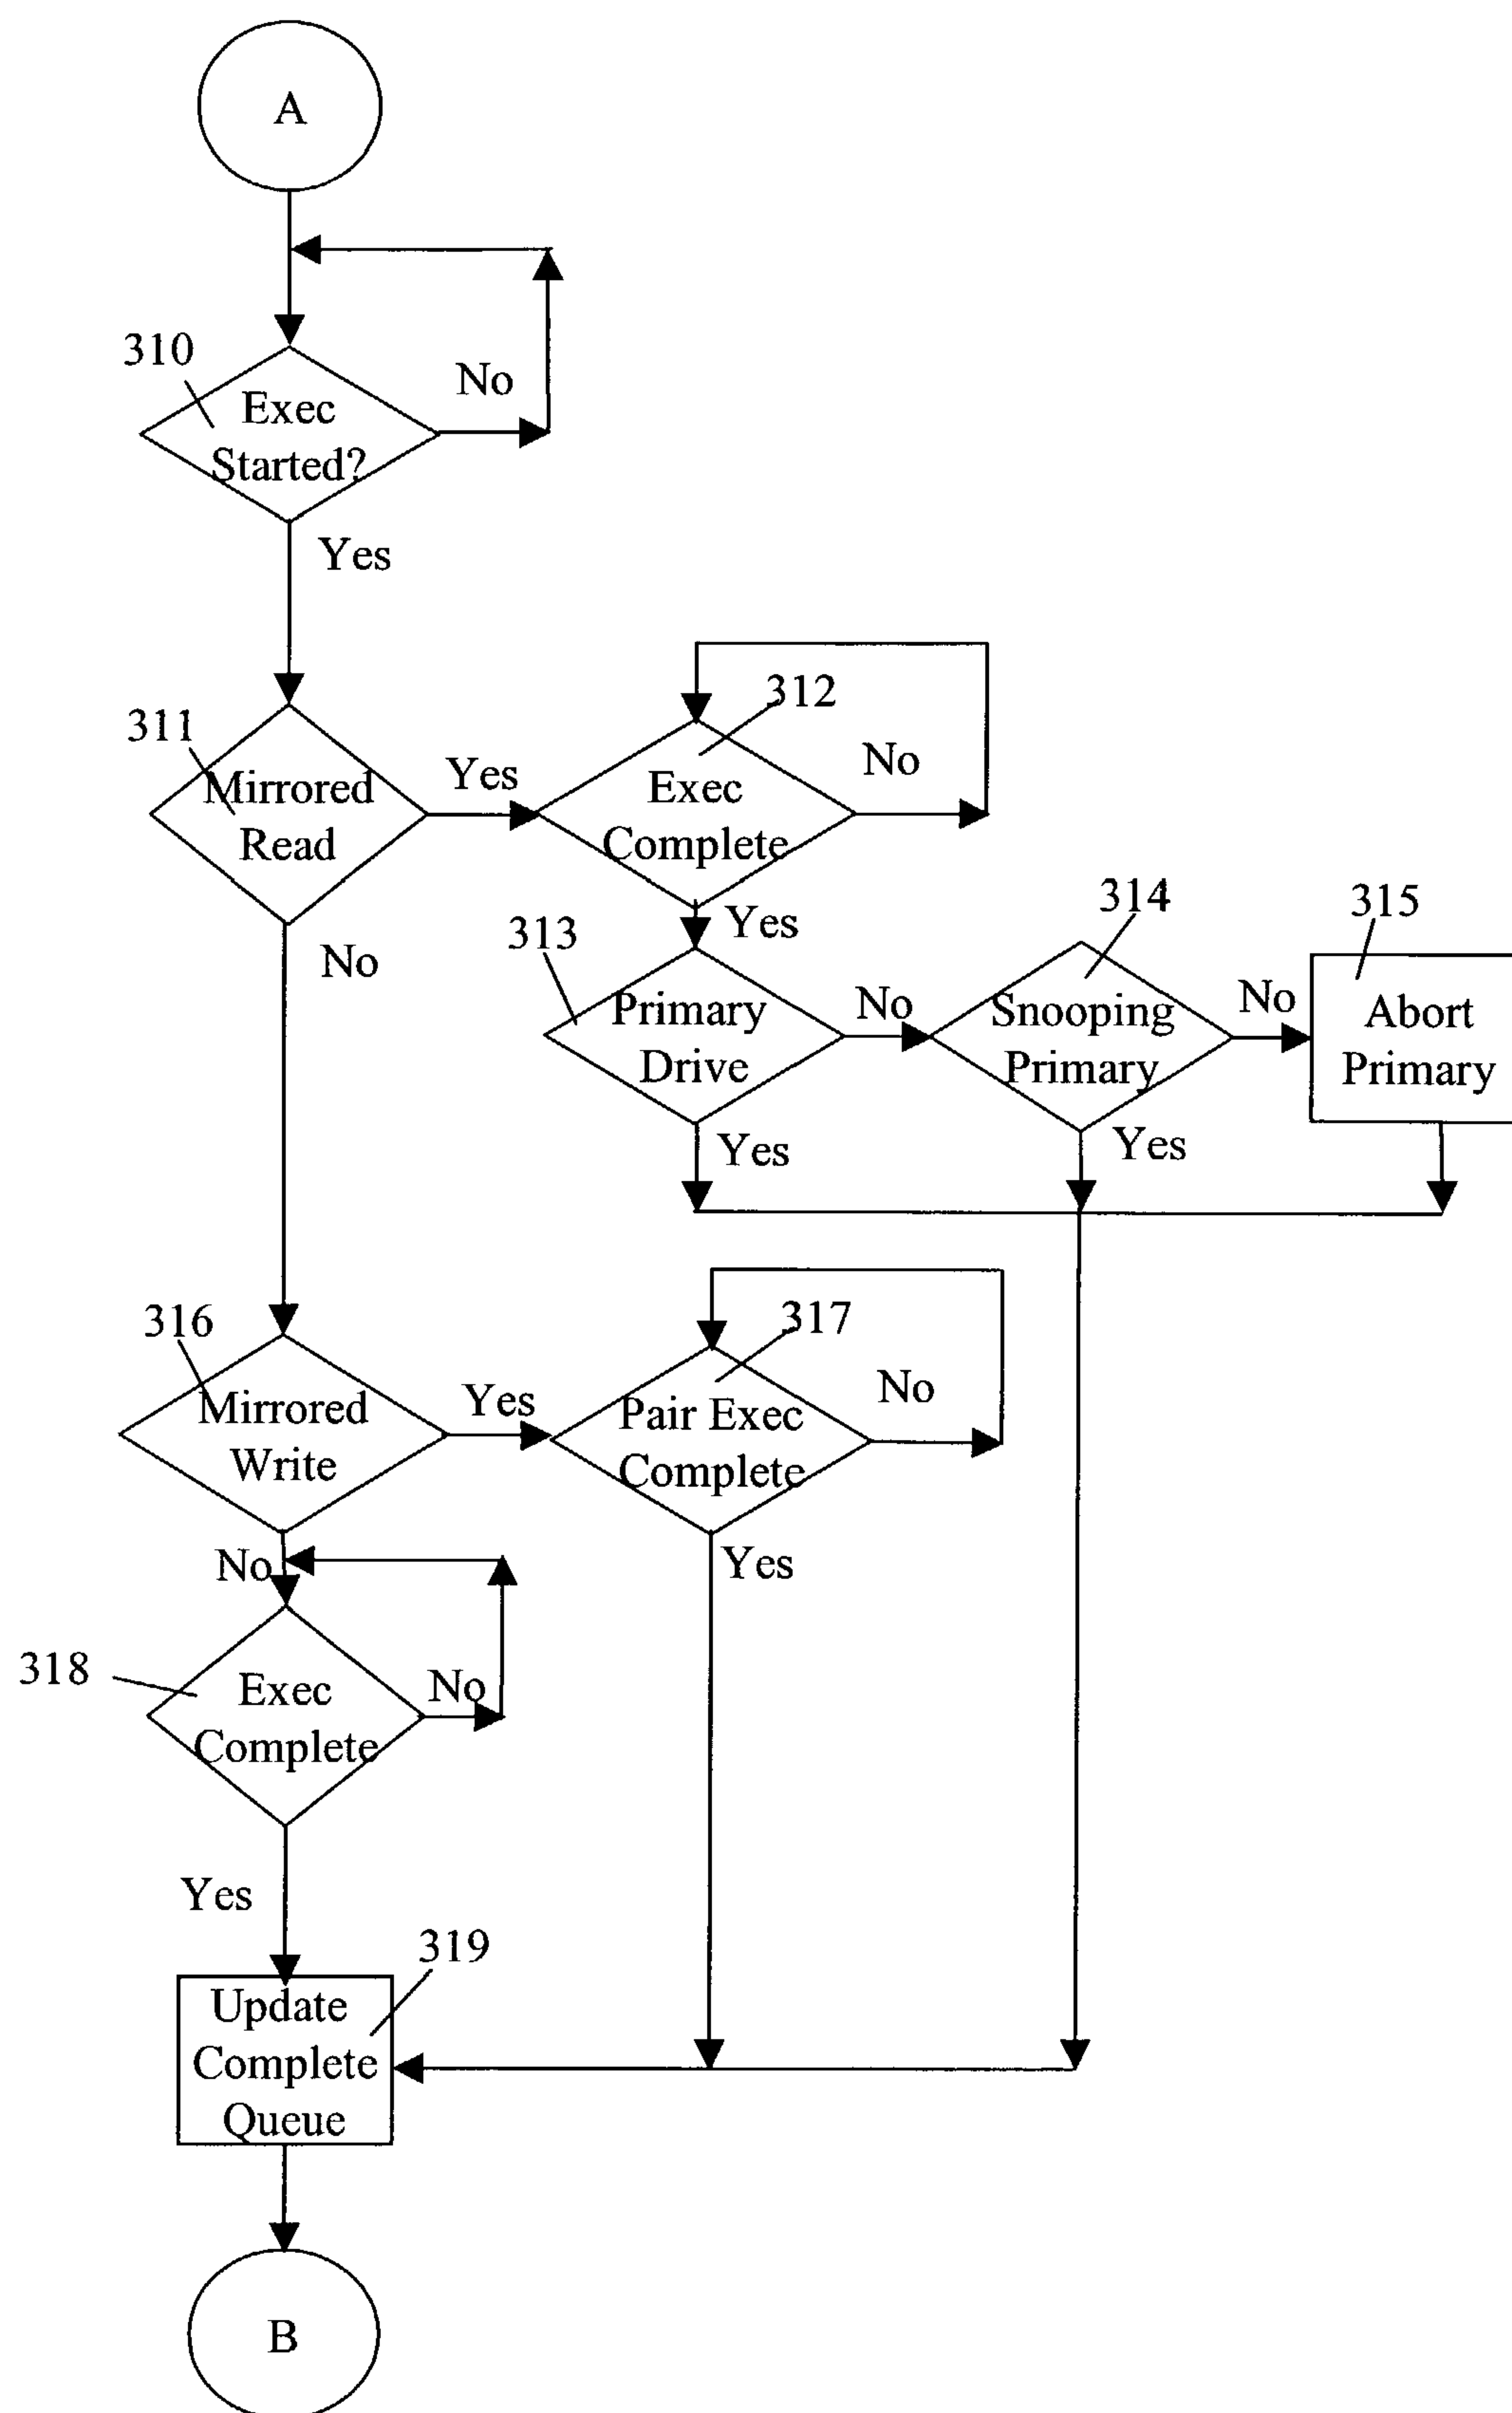 A
310
No
Exec
Started?
Yes
312
311
Yes
No
Mirrored
Read
Exec
Complete
314
315
313
Yes
No
Primary
Drive
No
Snooping
Primary
No
Abort
Primary
Yes
Yes
316
317
Mirrored
Write
Yes
Pair Exec
Complete
No
No
Yes
318
Exec
Complete
No
Yes
319
Update
Complete
Queue
B